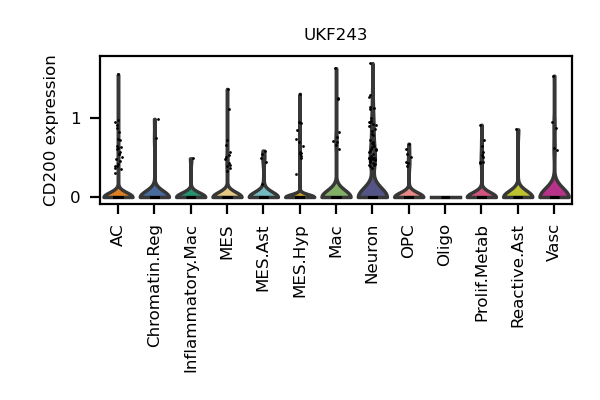 UKF243
CD200 expression
1
0
AC
Chromatin.Reg
Inflammatory.Mac
MES
MES.Ast
MES.Hyp
Mac
Neuron
OPC
Oligo
Prolif.Metab
Reactive.Ast
Vasc